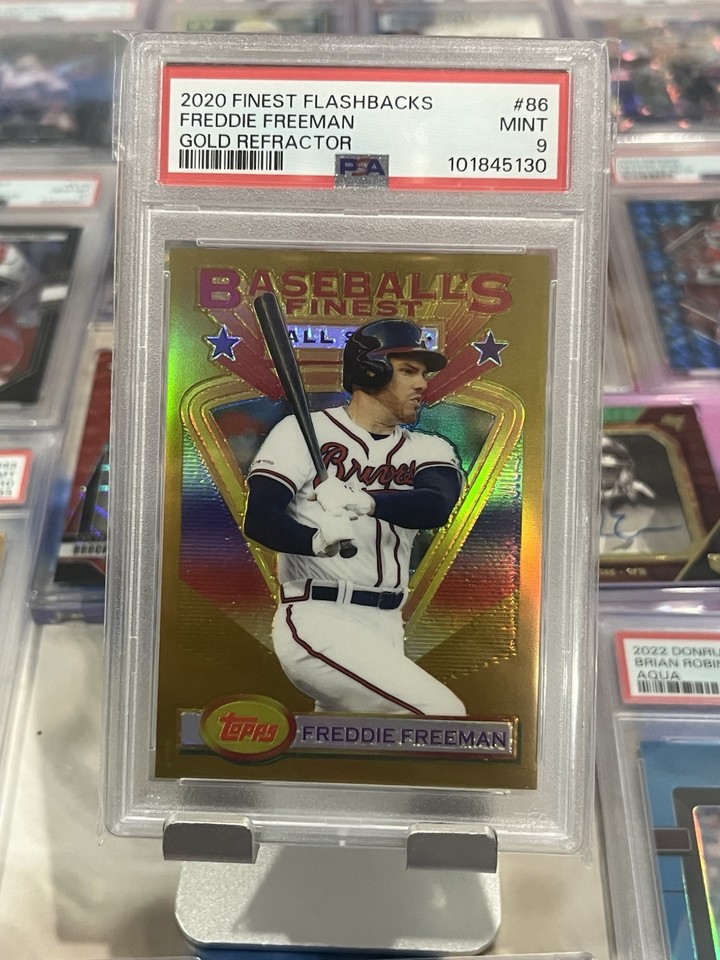 2020 FINEST FLASHBACKS #86
FREDDIE FREEMAN MINT
GOLD REFRACTOR 9
PSA 101845130
BASEBALL'S
FINEST
ALL S
Braves
Topps FREDDIE FREEMAN
2022 DONRU
BRIAN ROBIN
AQUA